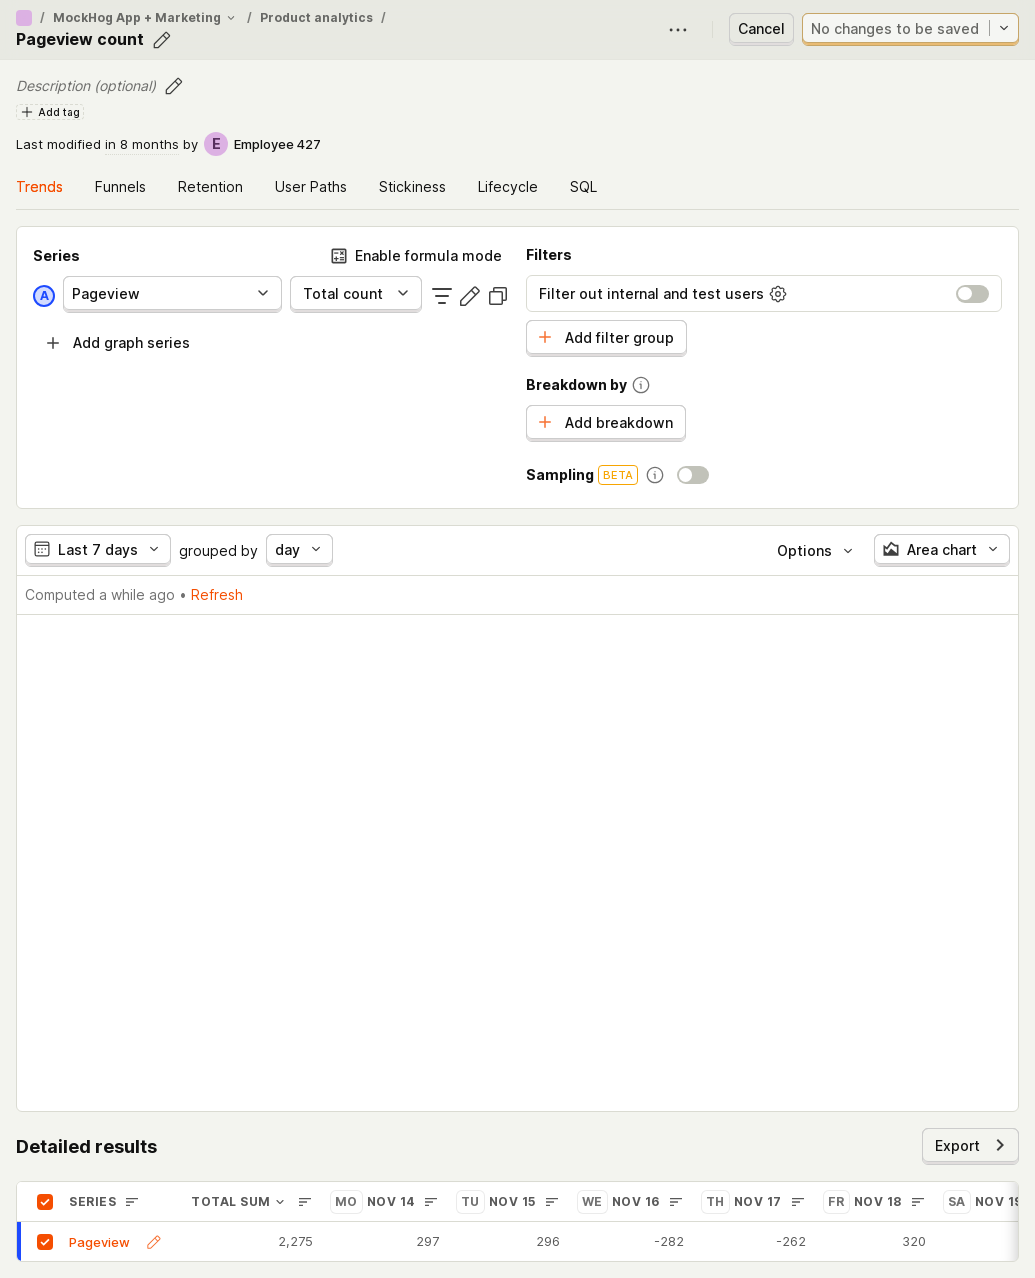 / MockHog App + Marketing / Product analytics /
Pageview count
Cancel
No changes to be saved
Description (optional)
Add tag
Last modified in 8 months by E Employee 427
Trends Funnels Retention User Paths Stickiness Lifecycle SQL
Series
Enable formula mode
A Pageview Total count
Add graph series
Filters
Filter out internal and test users
Add filter group
Breakdown by
Add breakdown
Sampling BETA
Last 7 days grouped by day Options Area chart
Computed a while ago • Refresh
Detailed results
Export
SERIES TOTAL SUM MO NOV 14 TU NOV 15 WE NOV 16 TH NOV 17 FR NOV 18 SA NOV 19
Pageview 2,275 297 296 -282 -262 320